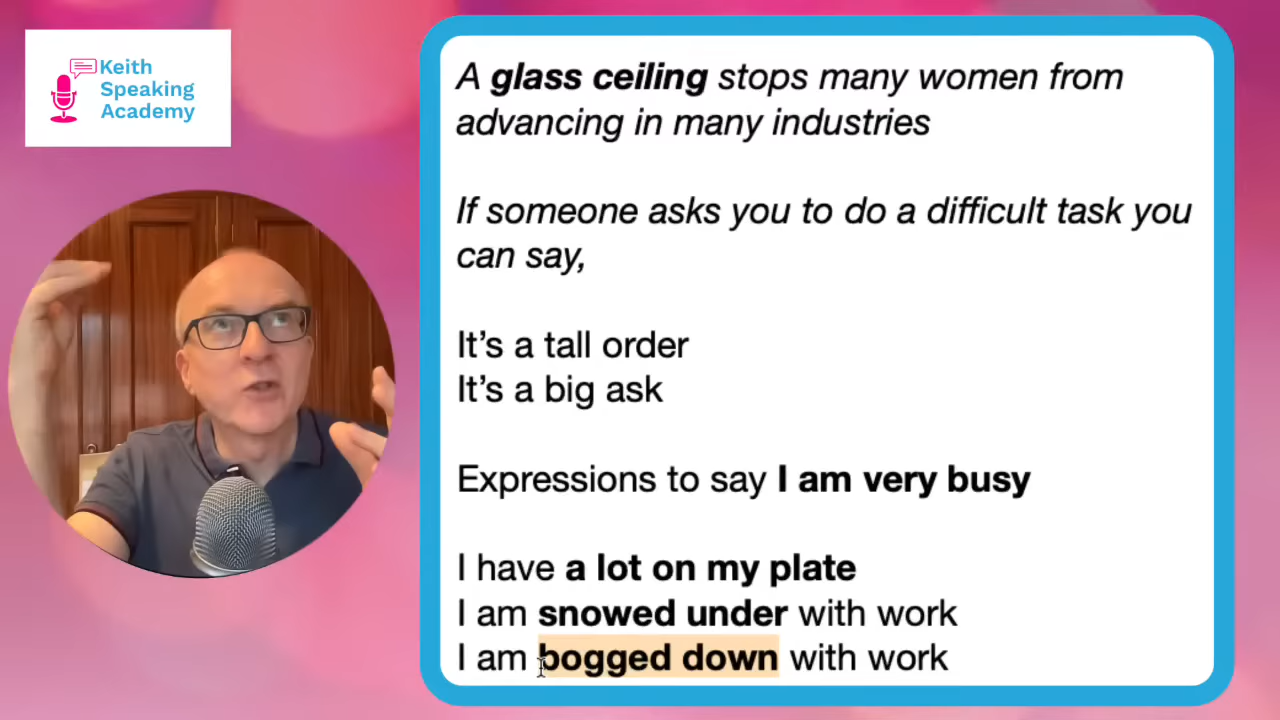 Keith
Speaking
Academy
A glass ceiling stops many women from
advancing in many industries
If someone asks you to do a difficult task you
can say,
It’s a tall order
It’s a big ask
Expressions to say I am very busy
I have a lot on my plate
I am snowed under with work
I am bogged down with work